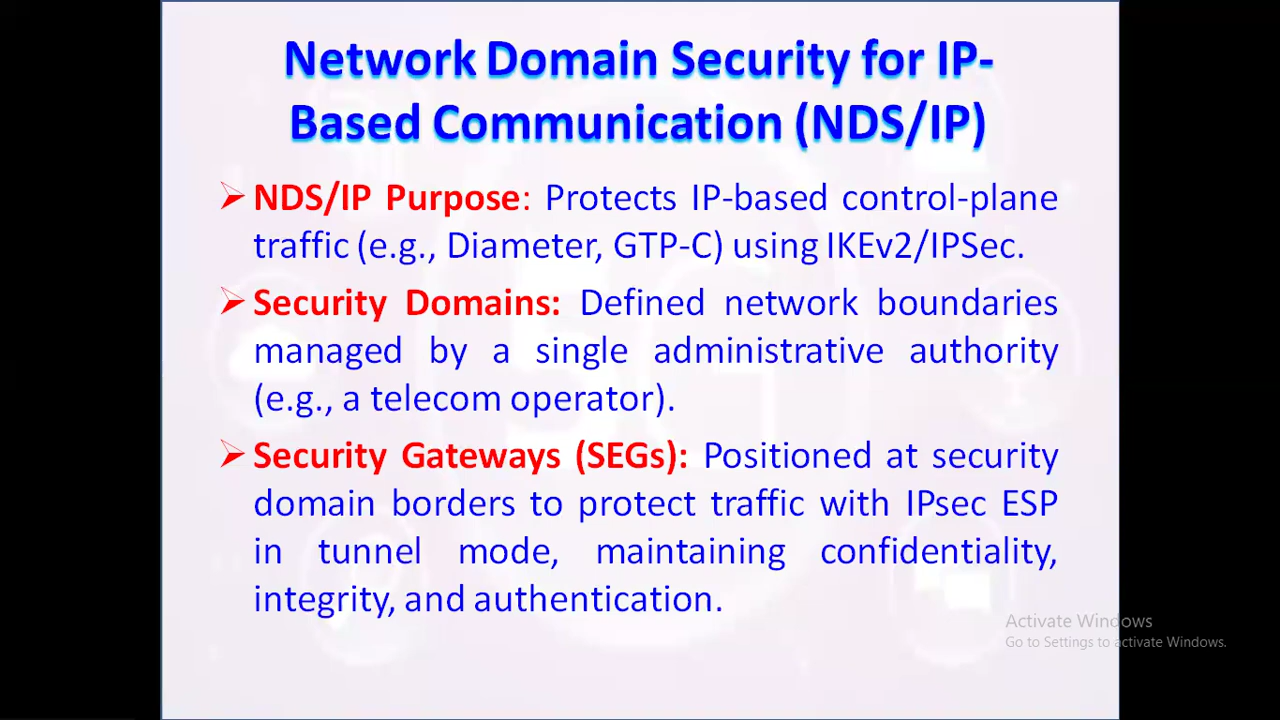 Network Domain Security for IP-
Based Communication (NDS/IP)
NDS/IP Purpose: Protects IP-based control-plane
traffic (e.g., Diameter, GTP-C) using IKEv2/IPSec.
Security Domains: Defined network boundaries
managed by a single administrative authority
(e.g., a telecom operator).
Security Gateways (SEGs): Positioned at security
domain borders to protect traffic with IPsec ESP
in tunnel mode, maintaining confidentiality,
integrity, and authentication.
Activate Windows
Go to Settings to activate Windows.